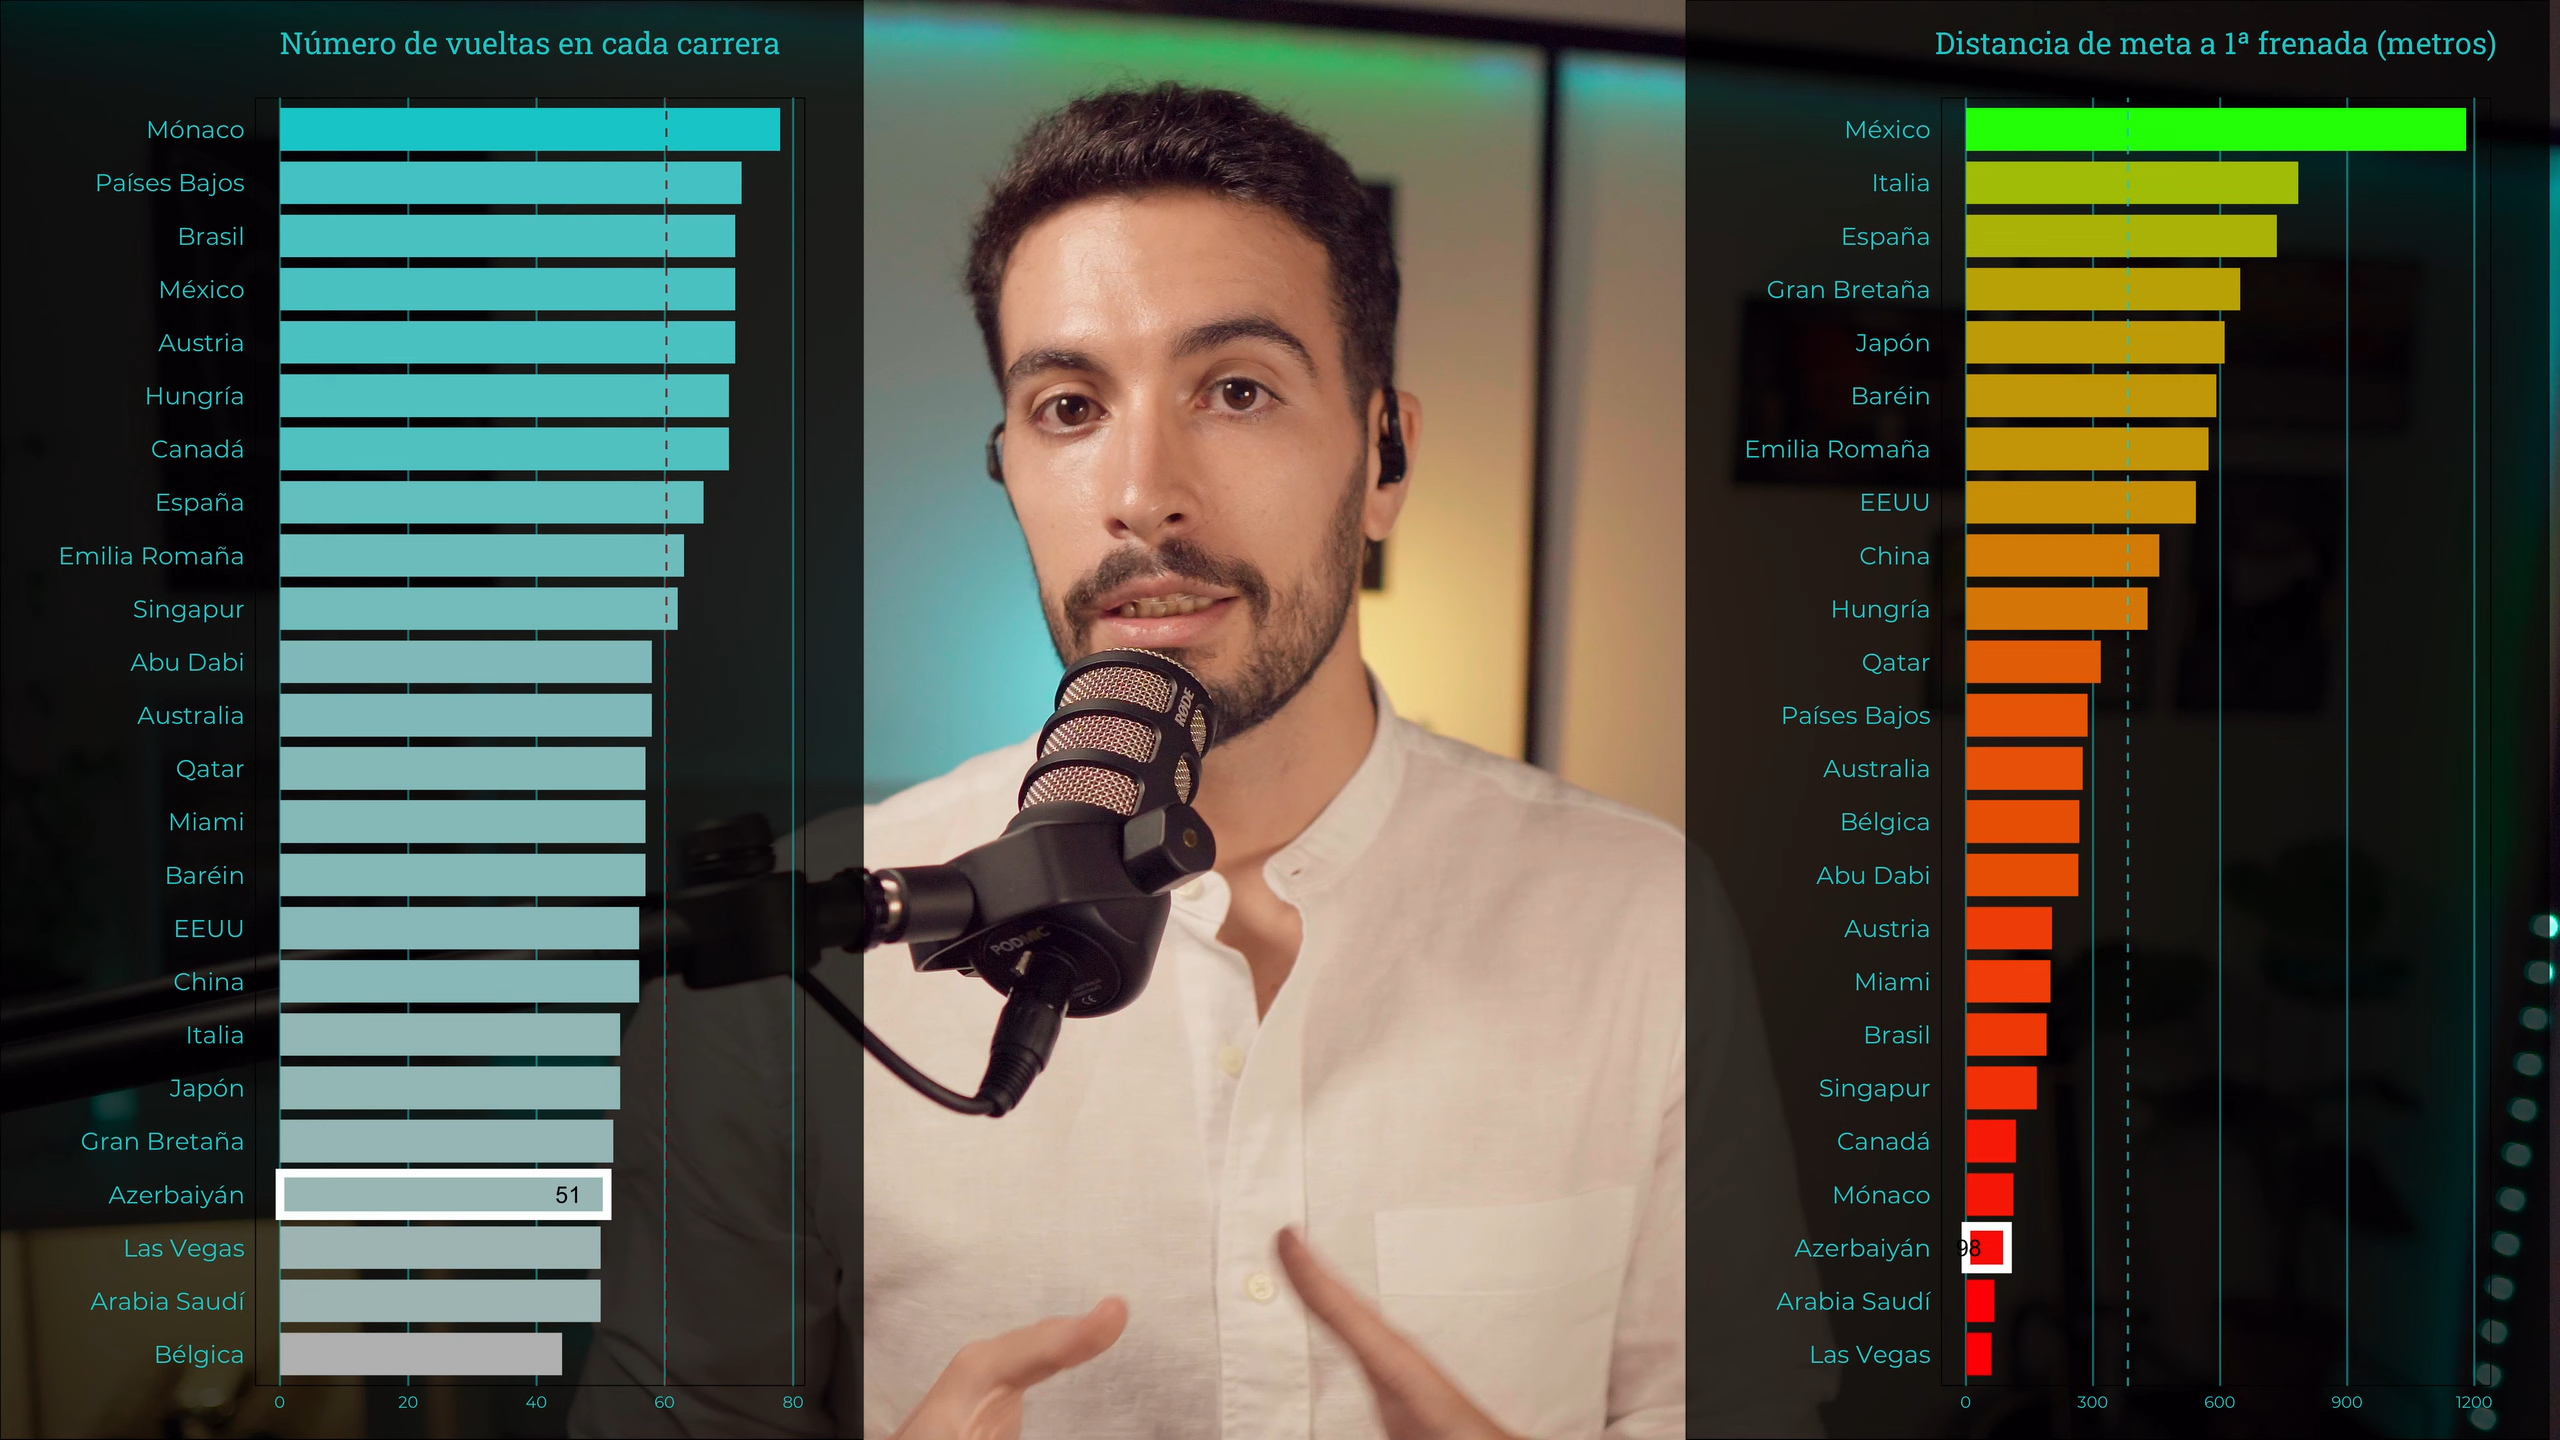 Número de vueltas en cada carrera
Mónaco
Países Bajos
Brasil
México
Austria
Hungría
Canadá
España
Emilia Romaña
Singapur
Abu Dabi
Australia
Qatar
Miami
Baréin
EEUU
China
Italia
Japón
Gran Bretaña
Azerbaiyán 51
Las Vegas
Arabia Saudí
Bélgica
0 20 40 60 80
RØDE
PODMIC
Distancia de meta a 1ª frenada (metros)
México
Italia
España
Gran Bretaña
Japón
Baréin
Emilia Romaña
EEUU
China
Hungría
Qatar
Países Bajos
Australia
Bélgica
Abu Dabi
Austria
Miami
Brasil
Singapur
Canadá
Mónaco
Azerbaiyán 98
Arabia Saudí
Las Vegas
0 300 600 900 1200